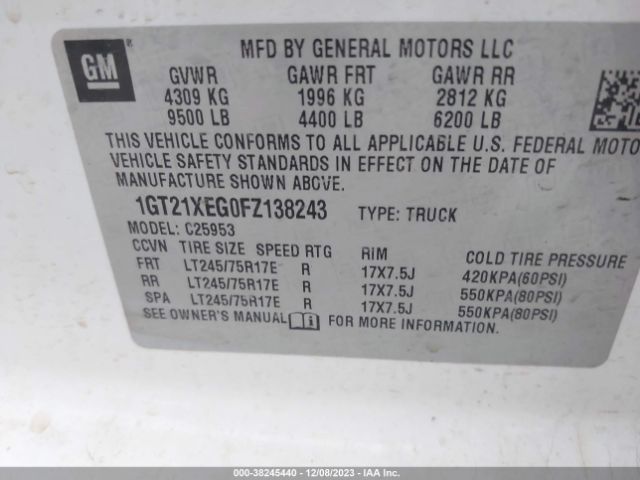 GM
MFD BY GENERAL MOTORS LLC
GVWR GAWR FRT GAWR RR
4309 KG 1996 KG 2812 KG
9500 LB 4400 LB 6200 LB
THIS VEHICLE CONFORMS TO ALL APPLICABLE U.S. FEDERAL MOTO
VEHICLE SAFETY STANDARDS IN EFFECT ON THE DATE OF
MANUFACTURE SHOWN ABOVE.
1GT21XEG0FZ138243 TYPE: TRUCK
MODEL: C25953
CCVN TIRE SIZE SPEED RTG RIM COLD TIRE PRESSURE
FRT LT245/75R17E R 17X7.5J 420KPA(60PSI)
RR LT245/75R17E R 17X7.5J 550KPA(80PSI)
SPA LT245/75R17E R 17X7.5J 550KPA(80PSI)
SEE OWNER'S MANUAL i FOR MORE INFORMATION.
000-38245440 - 12/08/2023 - IAAI.COM